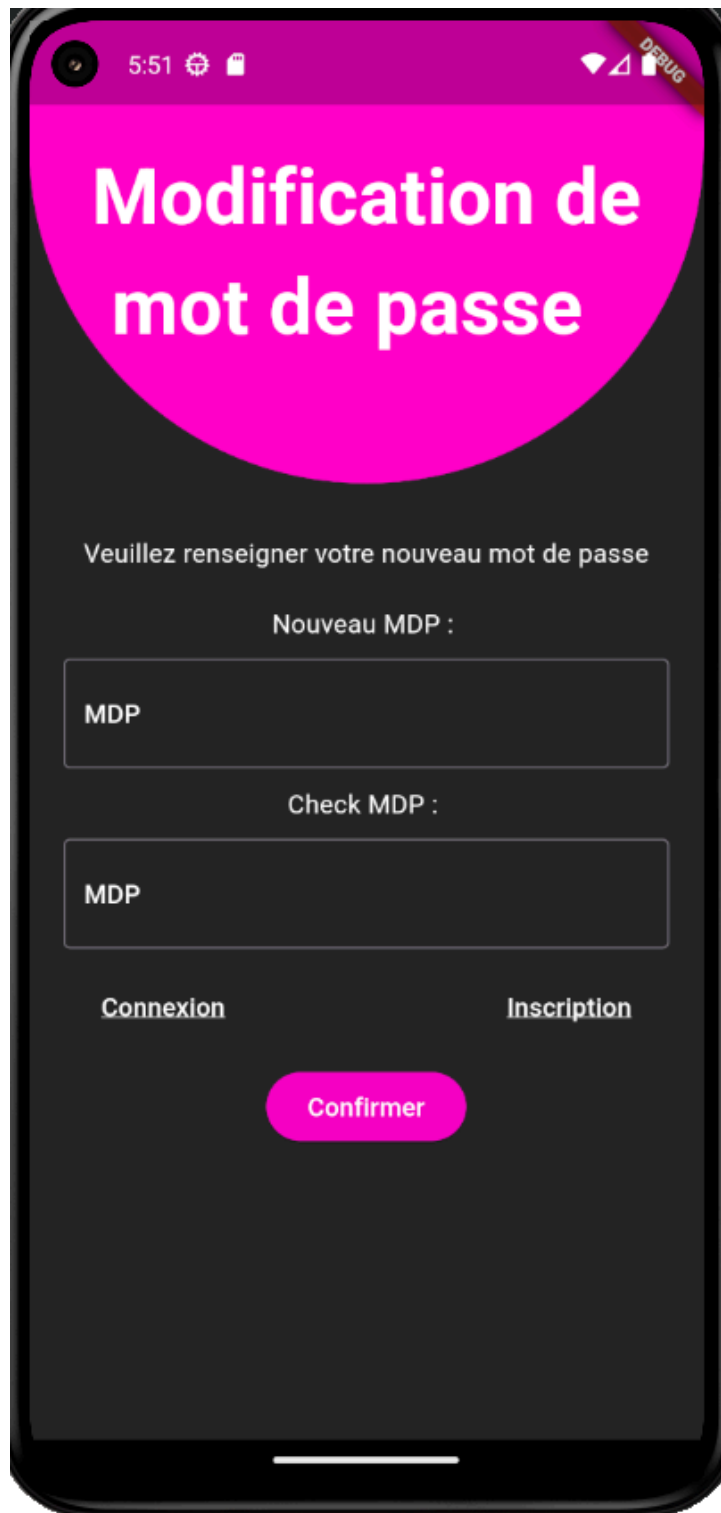 5:51
DEBUG
Modification de
mot de passe
Veuillez renseigner votre nouveau mot de passe
Nouveau MDP :
MDP
Check MDP :
MDP
Connexion
Inscription
Confirmer